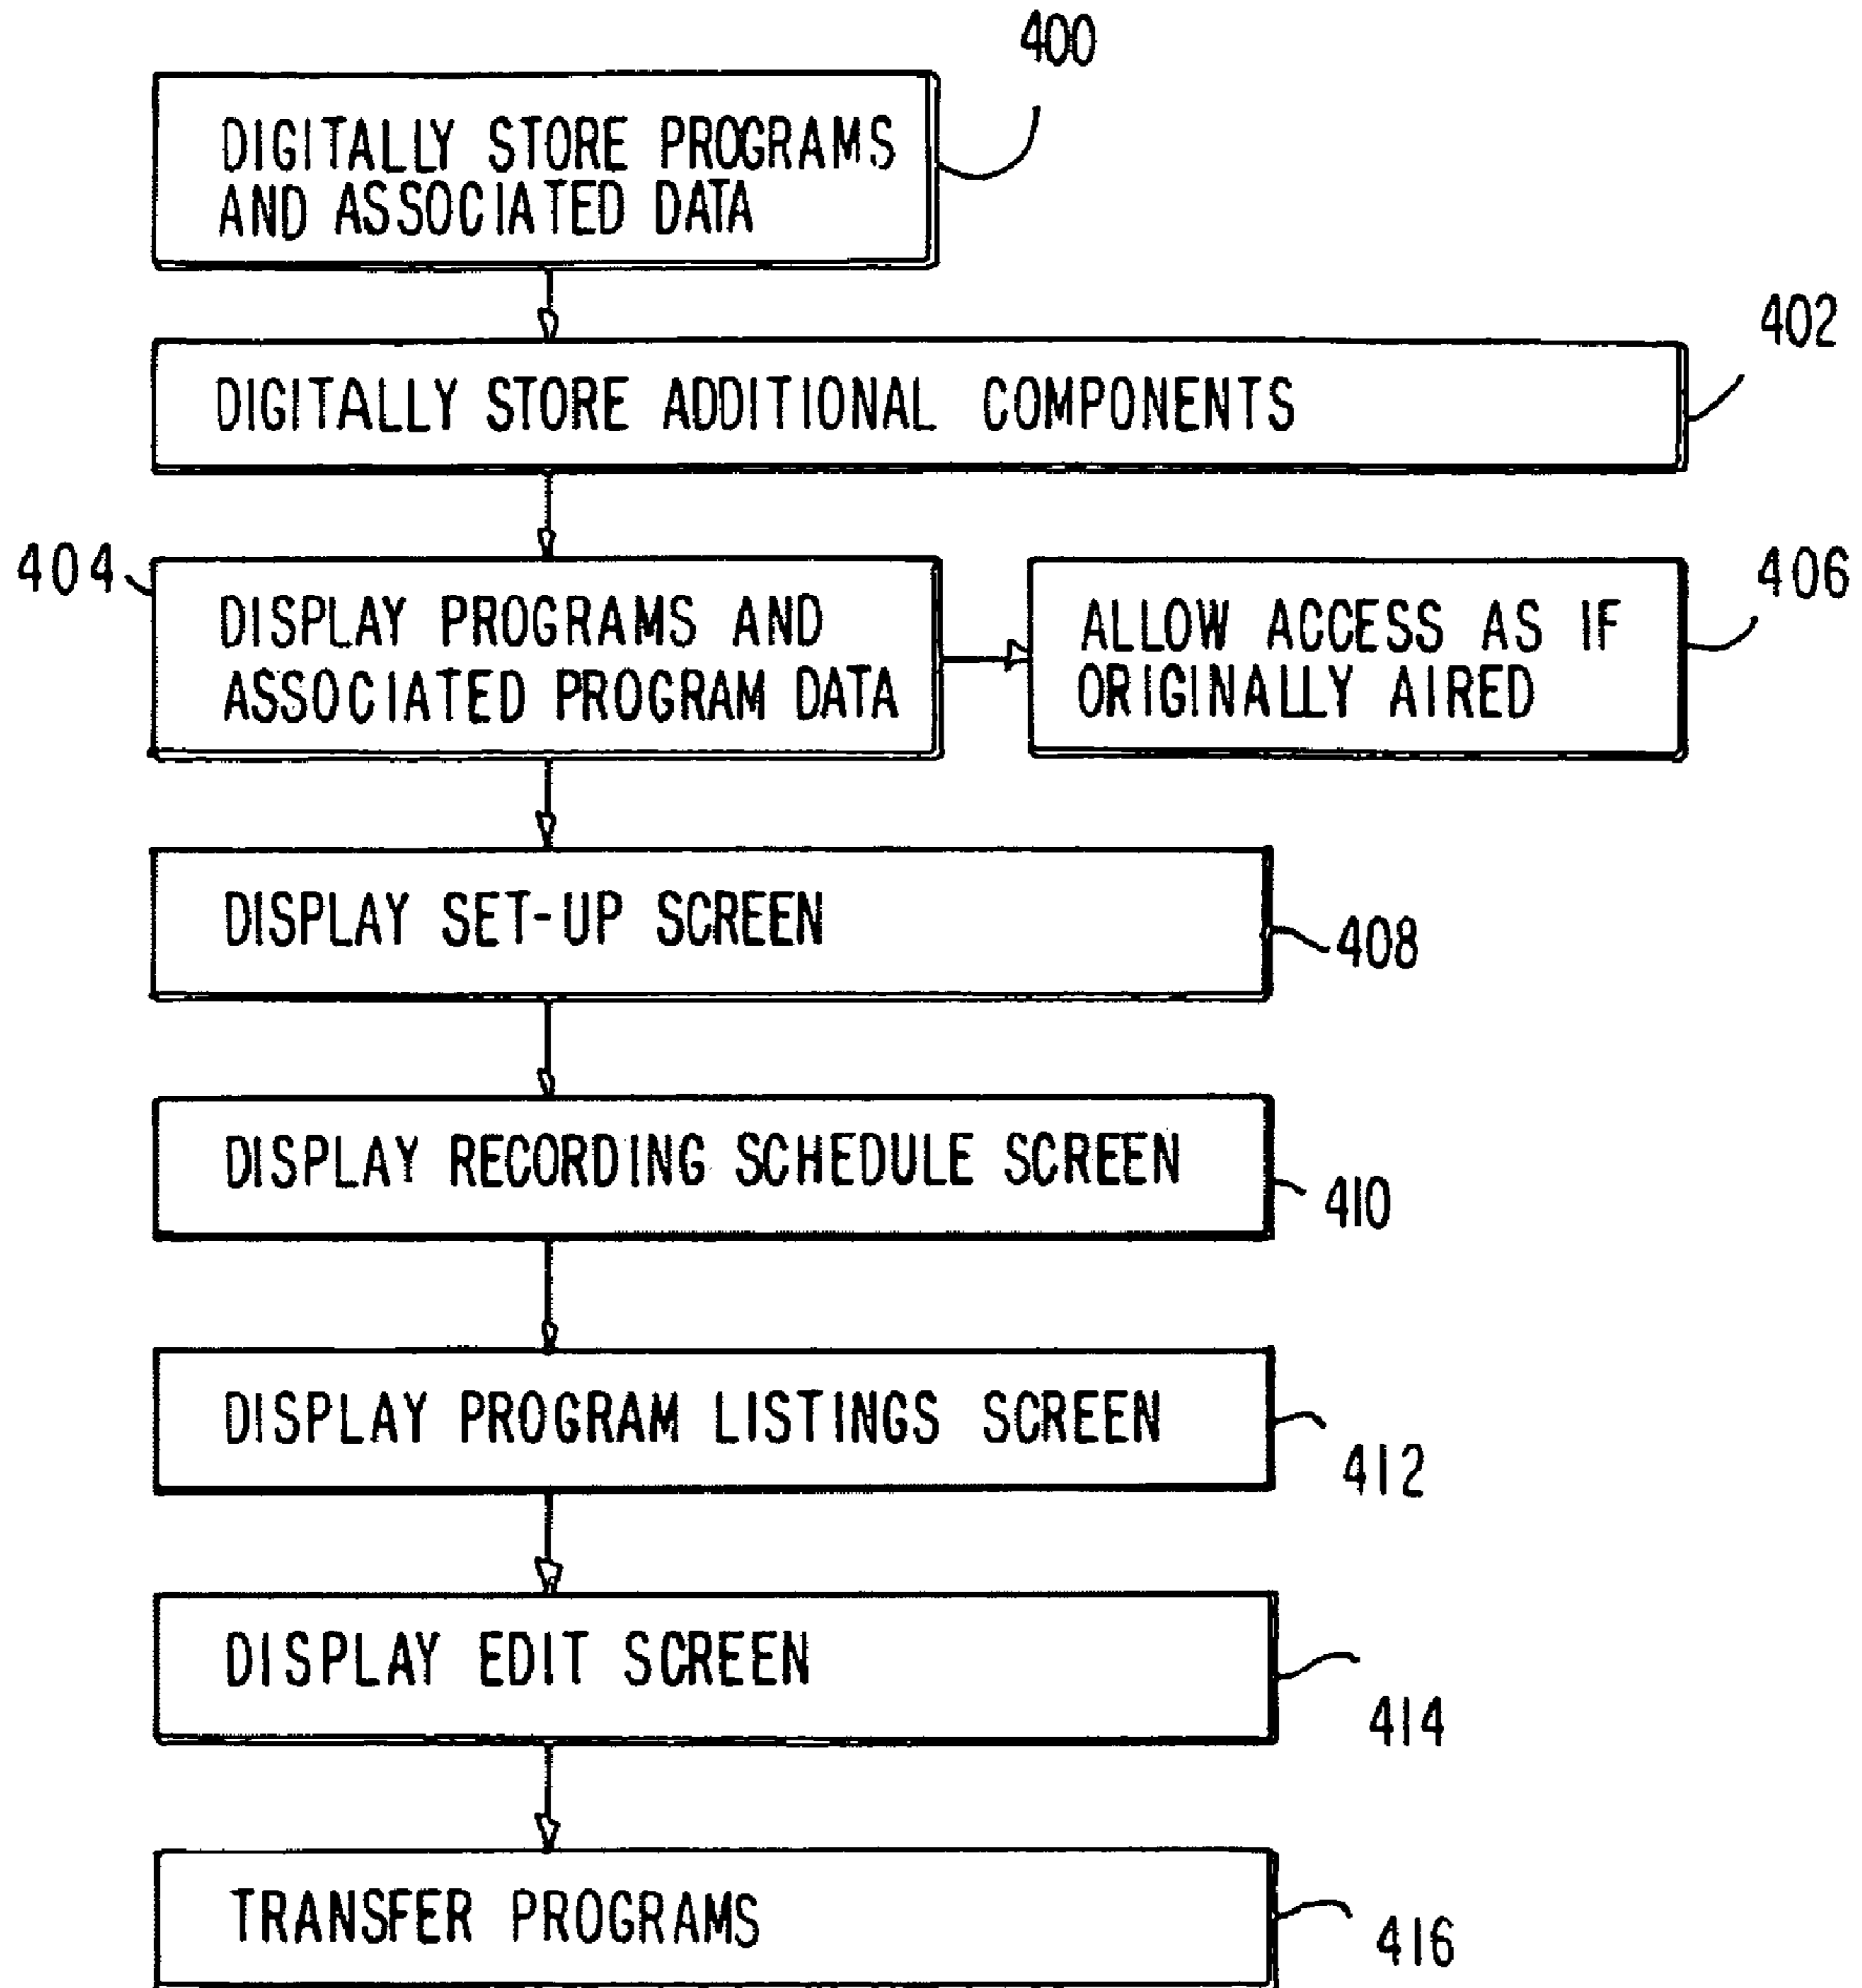 400
DIGITALLY STORE PROGRAMS
AND ASSOCIATED DATA
402
DIGITALLY STORE ADDITIONAL COMPONENTS
404
DISPLAY PROGRAMS AND
ASSOCIATED PROGRAM DATA
406
ALLOW ACCESS AS IF
ORIGINALLY AIRED
DISPLAY SET-UP SCREEN
408
DISPLAY RECORDING SCHEDULE SCREEN
410
DISPLAY PROGRAM LISTINGS SCREEN
412
DISPLAY EDIT SCREEN
414
TRANSFER PROGRAMS
416